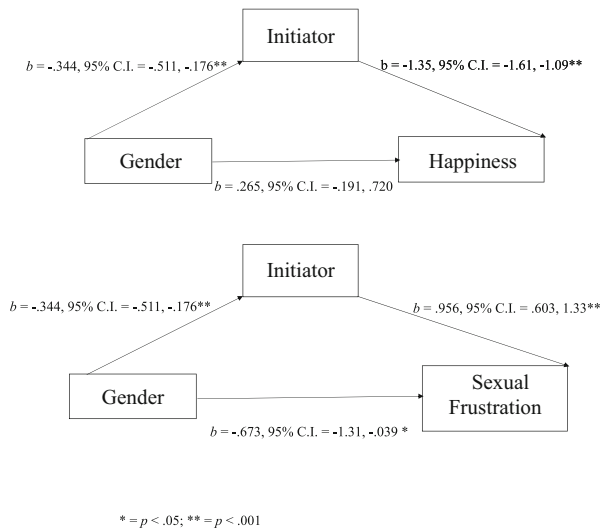 Initiator
b = -.344, 95% C.I. = -.511, -.176**
b = -1.35, 95% C.I. = -1.61, -1.09**
Gender
Happiness
b = .265, 95% C.I. = -.191, .720
Initiator
b = -.344, 95% C.I. = -.511, -.176**
b = .956, 95% C.I. = .603, 1.33**
Gender
Sexual
Frustration
b = -.673, 95% C.I. = -1.31, -.039 *
* = p < .05; ** = p < .001